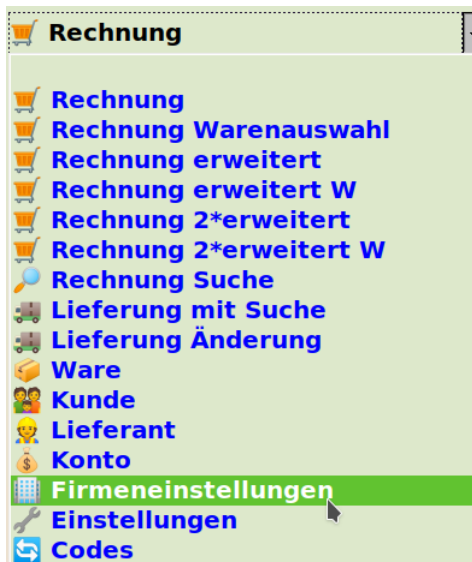 Rechnung
Rechnung
Rechnung Warenauswahl
Rechnung erweitert
Rechnung erweitert W
Rechnung 2*erweitert
Rechnung 2*erweitert W
Rechnung Suche
Lieferung mit Suche
Lieferung Änderung
Ware
Kunde
Lieferant
Konto
Firmeneinstellungen
Einstellungen
Codes